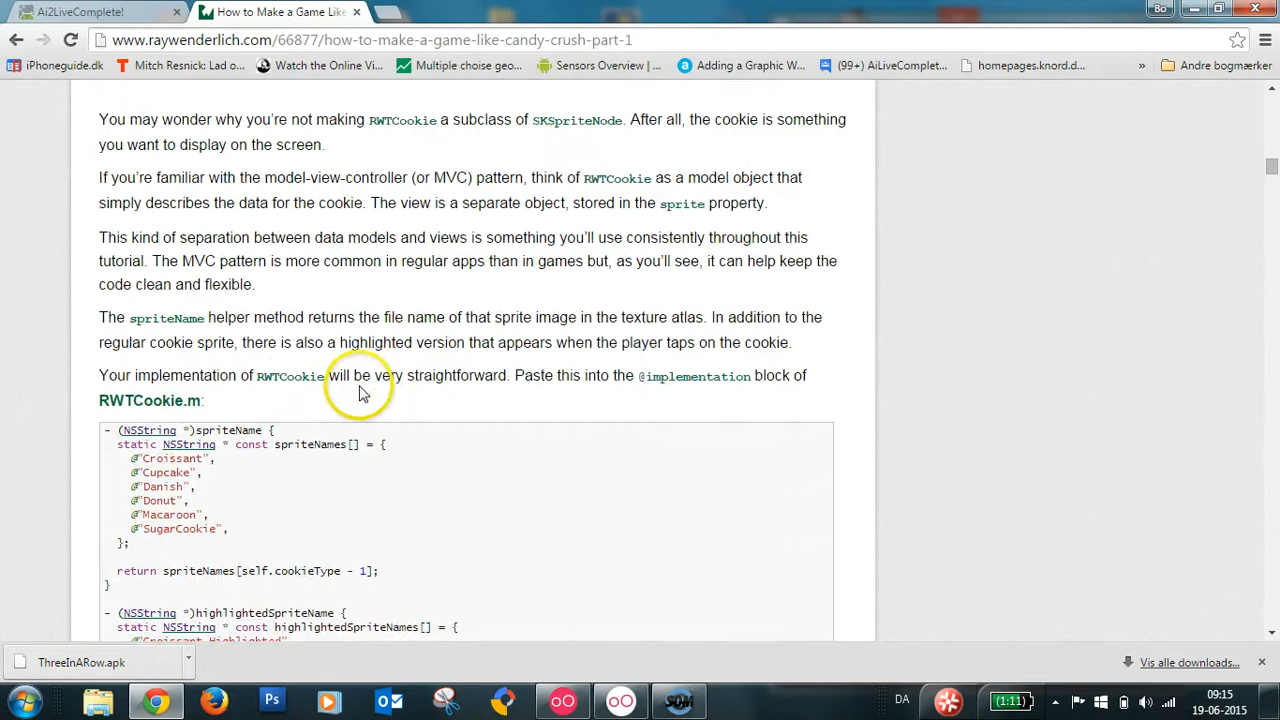 Ai2LiveComplete!
How to Make a Game Like
Bo
www.raywenderlich.com/66877/how-to-make-a-game-like-candy-crush-part-1
iPhoneguide.dk
Mitch Resnick: Lad o...
Watch the Online Vi...
Multiple choise geo...
Sensors Overview | ...
Adding a Graphic W...
(99+) AiLiveComplet...
homepages.knord.d...
»
Andre bogmærker
You may wonder why you're not making RWTCookie a subclass of SKSpriteNode. After all, the cookie is something
you want to display on the screen.
If you're familiar with the model-view-controller (or MVC) pattern, think of RWTCookie as a model object that
simply describes the data for the cookie. The view is a separate object, stored in the sprite property.
This kind of separation between data models and views is something you'll use consistently throughout this
tutorial. The MVC pattern is more common in regular apps than in games but, as you'll see, it can help keep the
code clean and flexible.
The spriteName helper method returns the file name of that sprite image in the texture atlas. In addition to the
regular cookie sprite, there is also a highlighted version that appears when the player taps on the cookie.
Your implementation of RWTCookie will be very straightforward. Paste this into the @implementation block of
RWTCookie.m:
- (NSString *)spriteName {
static NSString * const spriteNames[] = {
@"Croissant",
@"Cupcake",
@"Danish",
@"Donut",
@"Macaroon",
@"SugarCookie",
};
return spriteNames[self.cookieType - 1];
}
- (NSString *)highlightedSpriteName {
static NSString * const highlightedSpriteNames[] = {
@"Croissant-Highlighted"
ThreeInARow.apk
Vis alle downloads...
DA
(1:11)
09:15
19-06-2015